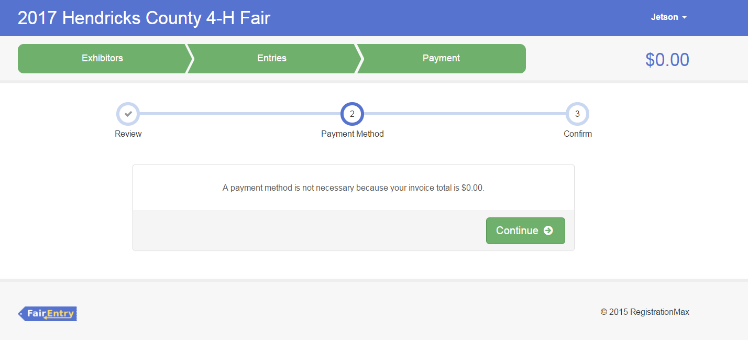 2017 Hendricks County 4-H Fair
Jetson
Exhibitors
Entries
Payment
$0.00
2
3
Review
Payment Method
Confirm
A payment method is not necessary because your invoice total is $0.00.
Continue
FairEntry
© 2015 RegistrationMax